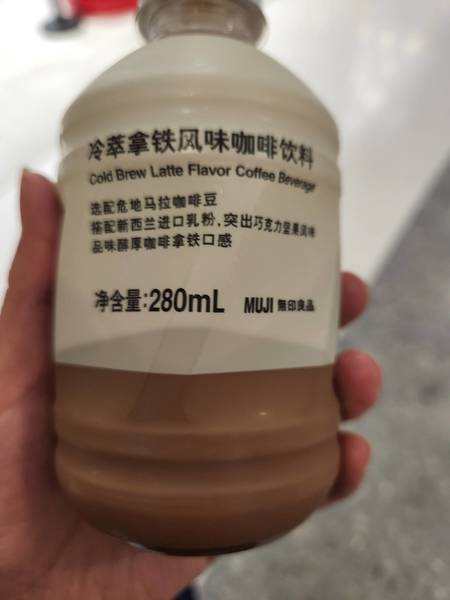 冷萃拿铁风味咖啡饮料
Cold Brew Latte Flavor Coffee Beverage
选配危地马拉咖啡豆
搭配新西兰进口乳粉,突出巧克力坚果风味
品味醇厚咖啡拿铁口感
净含量:280mL MUJI 無印良品